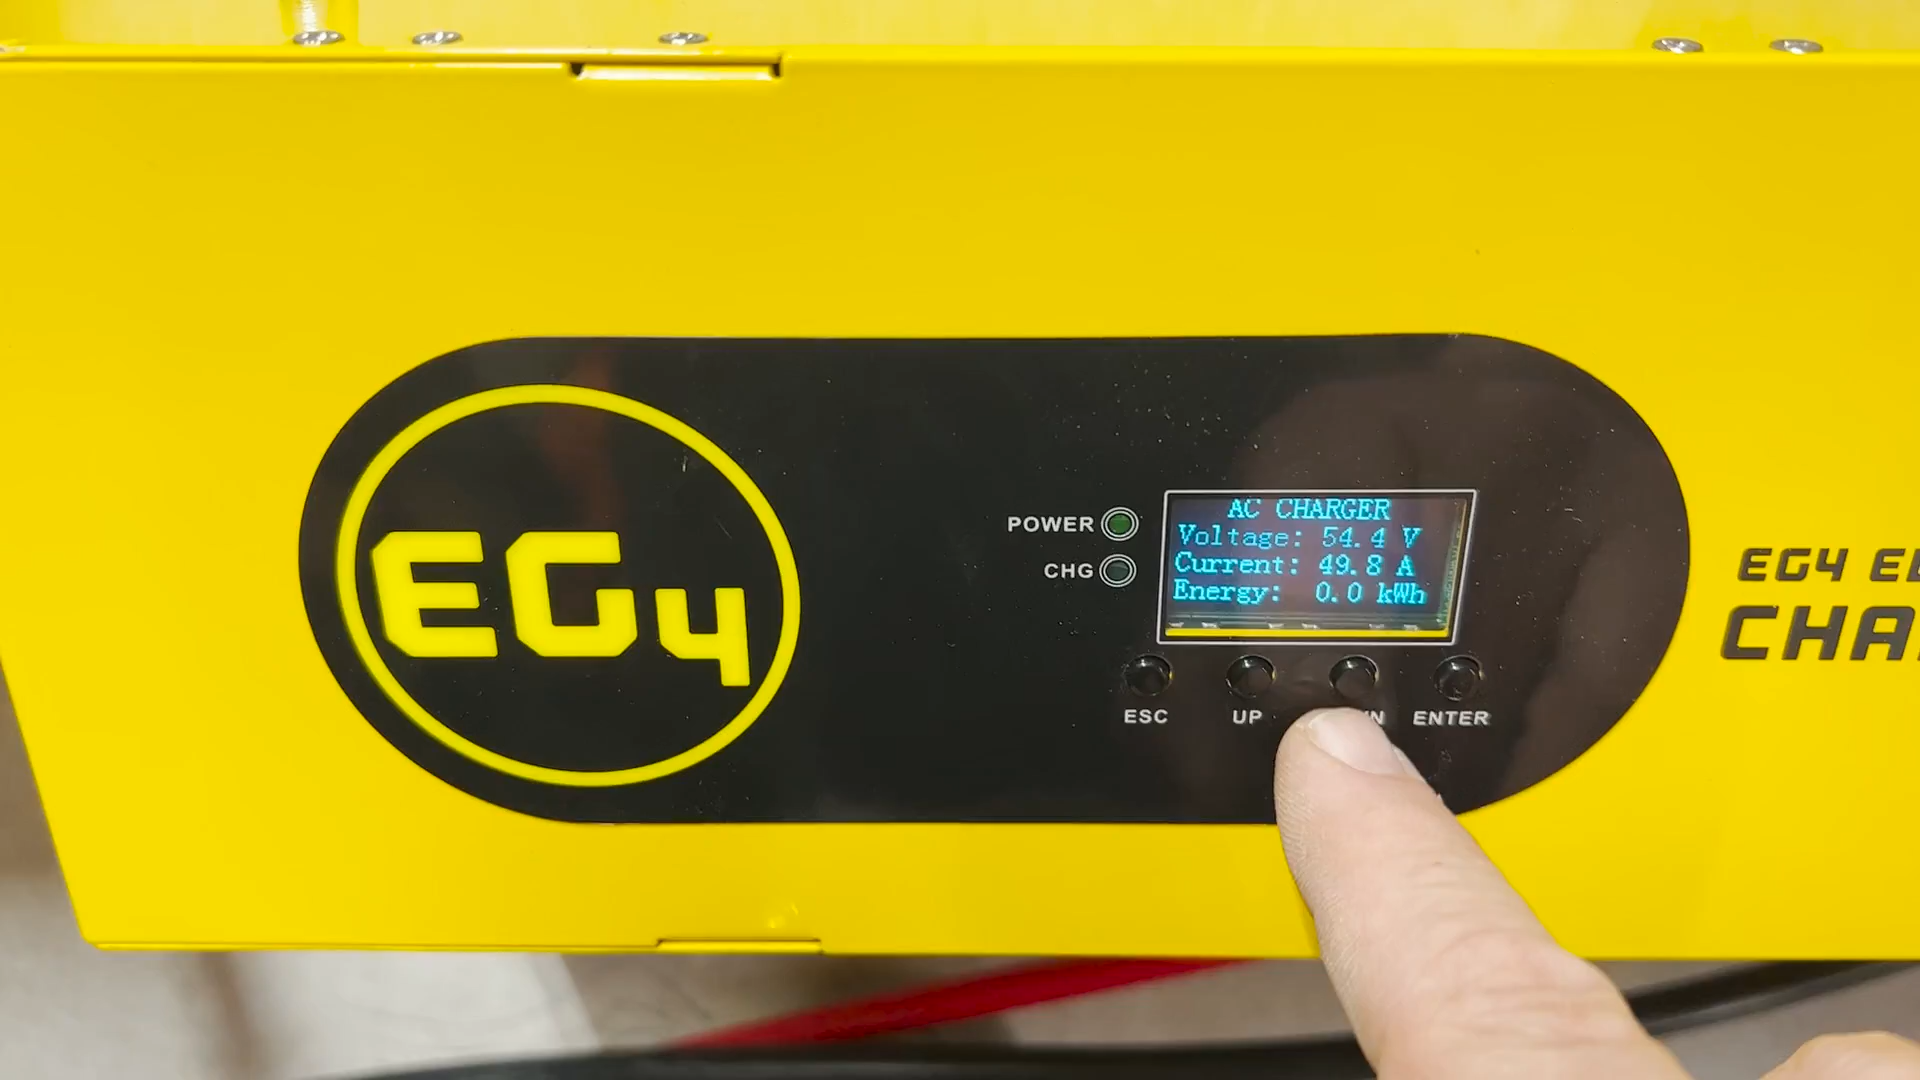 EG4
POWER
CHG
AC CHARGER
Voltage: 54.4 V
Current: 49.8 A
Energy: 0.0 kWh
ESC UP ENTER
EG4